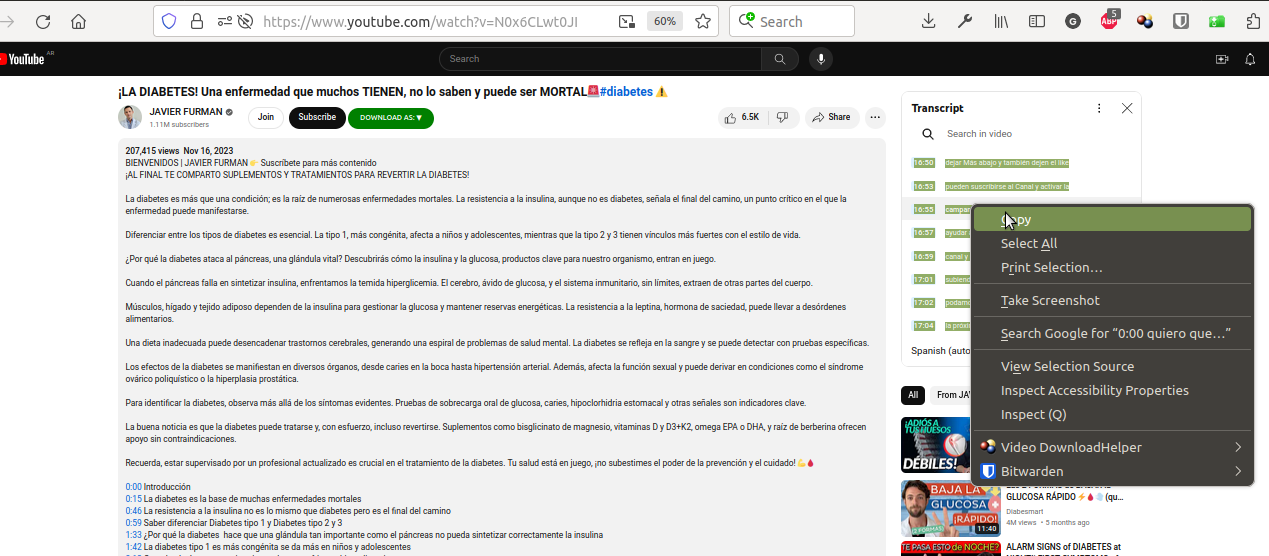 https://www.youtube.com/watch?v=N0x6CLwt0JI
60%
Search
5
YouTube AR
Search
¡LA DIABETES! Una enfermedad que muchos TIENEN, no lo saben y puede ser MORTAL🚨#diabetes ⚠️
JAVIER FURMAN
1.11M subscribers
Join
Subscribe
DOWNLOAD AS: ▼
6.5K
Share
207,415 views Nov 16, 2023
BIENVENIDOS | JAVIER FURMAN👉 Suscríbete para más contenido
¡AL FINAL TE COMPARTO SUPLEMENTOS Y TRATAMIENTOS PARA REVERTIR LA DIABETES!
La diabetes es más que una condición; es la raíz de numerosas enfermedades mortales. La resistencia a la insulina, aunque no es diabetes, señala el final del camino, un punto crítico en el que la
enfermedad puede manifestarse.
Diferenciar entre los tipos de diabetes es esencial. La tipo 1, más congénita, afecta a niños y adolescentes, mientras que la tipo 2 y 3 tienen vínculos más fuertes con el estilo de vida.
¿Por qué la diabetes ataca al páncreas, una glándula vital? Descubrirás cómo la insulina y la glucosa, productos clave para nuestro organismo, entran en juego.
Cuando el páncreas falla en sintetizar insulina, enfrentamos la temida hiperglicemia. El cerebro, ávido de glucosa, y el sistema inmunitario, sin límites, extraen de otras partes del cuerpo.
Músculos, hígado y tejido adiposo dependen de la insulina para gestionar la glucosa y mantener reservas energéticas. La resistencia a la leptina, hormona de saciedad, puede llevar a desórdenes
alimentarios.
Una dieta inadecuada puede desencadenar trastornos cerebrales, generando una espiral de problemas de salud mental. La diabetes se refleja en la sangre y se puede detectar con pruebas específicas.
Los efectos de la diabetes se manifiestan en diversos órganos, desde caries en la boca hasta hipertensión arterial. Además, afecta la función sexual y puede derivar en condiciones como el síndrome
ovárico poliquístico o la hiperplasia prostática.
Para identificar la diabetes, observa más allá de los síntomas evidentes. Pruebas de sobrecarga oral de glucosa, caries, hipoclorhidria estomacal y otras señales son indicadores clave.
La buena noticia es que la diabetes puede tratarse y, con esfuerzo, incluso revertirse. Suplementos como bisglicinato de magnesio, vitaminas D y D3+K2, omega EPA o DHA, y raíz de berberina ofrecen
apoyo sin contraindicaciones.
Recuerda, estar supervisado por un profesional actualizado es crucial en el tratamiento de la diabetes. Tu salud está en juego, ¡no subestimes el poder de la prevención y el cuidado!💪🩸
0:00 Introducción
0:15 La diabetes es la base de muchas enfermedades mortales
0:46 La resistencia a la insulina no es lo mismo que diabetes pero es el final del camino
0:59 Saber diferenciar Diabetes tipo 1 y Diabetes tipo 2 y 3
1:33 ¿Por qué la diabetes hace que una glándula tan importante como el páncreas no pueda sintetizar correctamente la insulina
1:42 La diabetes tipo 1 es más congénita se da más en niños y adolescentes
Transcript
Search in video
16:50 dejar Más abajo y también dejen el like
16:53 pueden suscribirse al Canal y activar la
16:55
16:57 ayudar
16:59 canal y
17:01
17:02
17:04
Spanish (auto
Copy
Select All
Print Selection...
Take Screenshot
Search Google for “0:00 quiero que...”
View Selection Source
Inspect Accessibility Properties
Inspect (Q)
Video DownloadHelper
Bitwarden
All
From JAV
¡ADIÓS A
TUS HUESOS
DÉBILES!
BAJA LA
GLUCOSA
¡RÁPIDO!
11:40
GLUCOSA RÁPIDO⚡🩸💨 (qu...
Diabesmart
4M views • 5 months ago
TE PASA ESTO de NOCHE?
ALARM SIGNS of DIABETES at